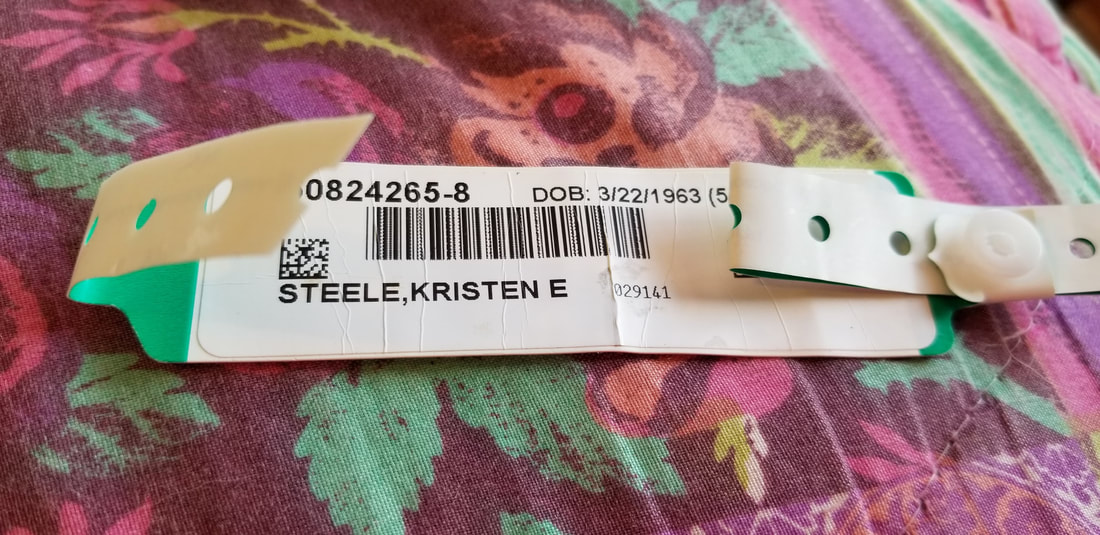 0824265-8 DOB: 3/22/1963 (5
STEELE,KRISTEN E 029141